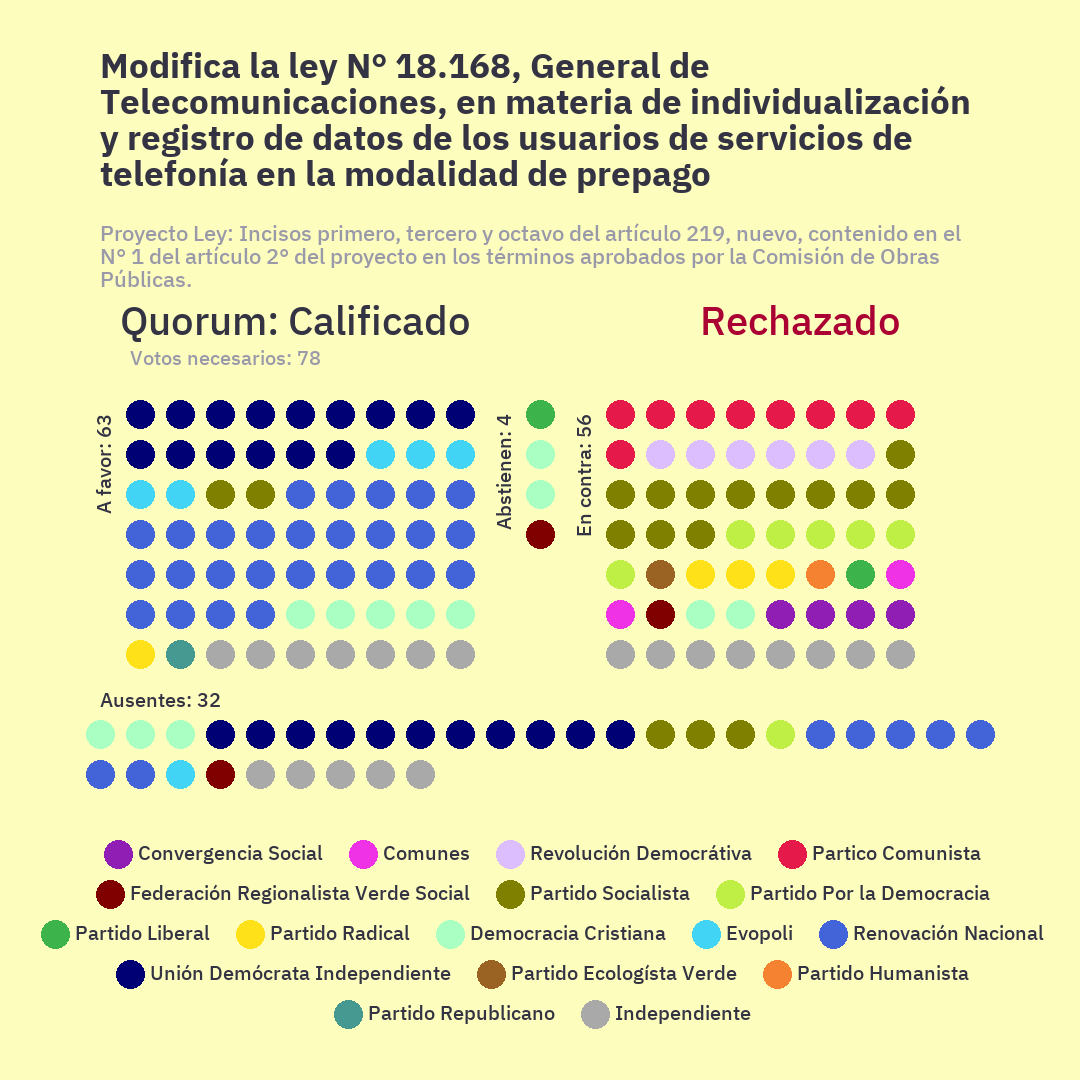 Modifica la ley N° 18.168, General de
Telecomunicaciones, en materia de individualización
y registro de datos de los usuarios de servicios de
telefonía en la modalidad de prepago
Proyecto Ley: Incisos primero, tercero y octavo del artículo 219, nuevo, contenido en el
N° 1 del artículo 2° del proyecto en los términos aprobados por la Comisión de Obras
Públicas.
Quorum: Calificado
Rechazado
Votos necesarios: 78
A favor: 63
Abstienen: 4
En contra: 56
Ausentes: 32
Convergencia Social
Comunes
Revolución Demócrátiva
Partico Comunista
Federación Regionalista Verde Social
Partido Socialista
Partido Por la Democracia
Partido Liberal
Partido Radical
Democracia Cristiana
Evopoli
Renovación Nacional
Unión Demócrata Independiente
Partido Ecologísta Verde
Partido Humanista
Partido Republicano
Independiente